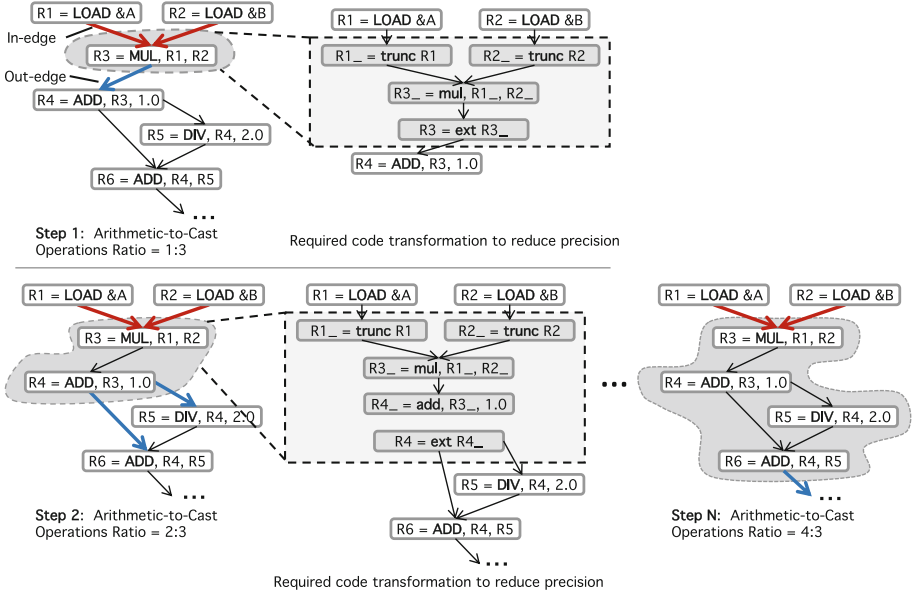 R1 = LOAD &A
R2 = LOAD &B
In-edge
R3 = MUL, R1, R2
Out-edge
R4 = ADD, R3, 1.0
R5 = DIV, R4, 2.0
R6 = ADD, R4, R5
...
Step 1: Arithmetic-to-Cast
Operations Ratio = 1:3
R1 = LOAD &A
R2 = LOAD &B
R1_ = trunc R1
R2_ = trunc R2
R3_ = mul, R1_, R2_
R3 = ext R3_
R4 = ADD, R3, 1.0
Required code transformation to reduce precision
R1 = LOAD &A
R2 = LOAD &B
R3 = MUL, R1, R2
R4 = ADD, R3, 1.0
R5 = DIV, R4, 2.0
R6 = ADD, R4, R5
...
Step 2: Arithmetic-to-Cast
Operations Ratio = 2:3
R1 = LOAD &A
R2 = LOAD &B
R1_ = trunc R1
R2_ = trunc R2
R3_ = mul, R1_, R2_
R4_ = add, R3_, 1.0
R4 = ext R4_
R5 = DIV, R4, 2.0
R6 = ADD, R4, R5
...
Required code transformation to reduce precision
...
R1 = LOAD &A
R2 = LOAD &B
R3 = MUL, R1, R2
R4 = ADD, R3, 1.0
R5 = DIV, R4, 2.0
R6 = ADD, R4, R5
...
Step N: Arithmetic-to-Cast
Operations Ratio = 4:3